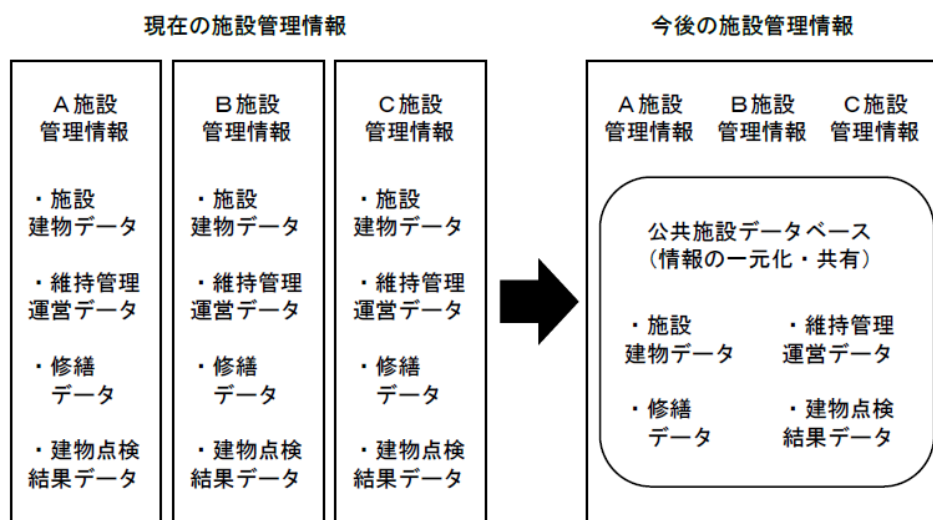 現在の施設管理情報
A施設
管理情報
・施設
建物データ
・維持管理
運営データ
・修繕
データ
・建物点検
結果データ
B施設
管理情報
・施設
建物データ
・維持管理
運営データ
・修繕
データ
・建物点検
結果データ
C施設
管理情報
・施設
建物データ
・維持管理
運営データ
・修繕
データ
・建物点検
結果データ
今後の施設管理情報
A施設
管理情報
B施設
管理情報
C施設
管理情報
公共施設データベース
(情報の一元化・共有)
・施設
建物データ
・維持管理
運営データ
・修繕
データ
・建物点検
結果データ